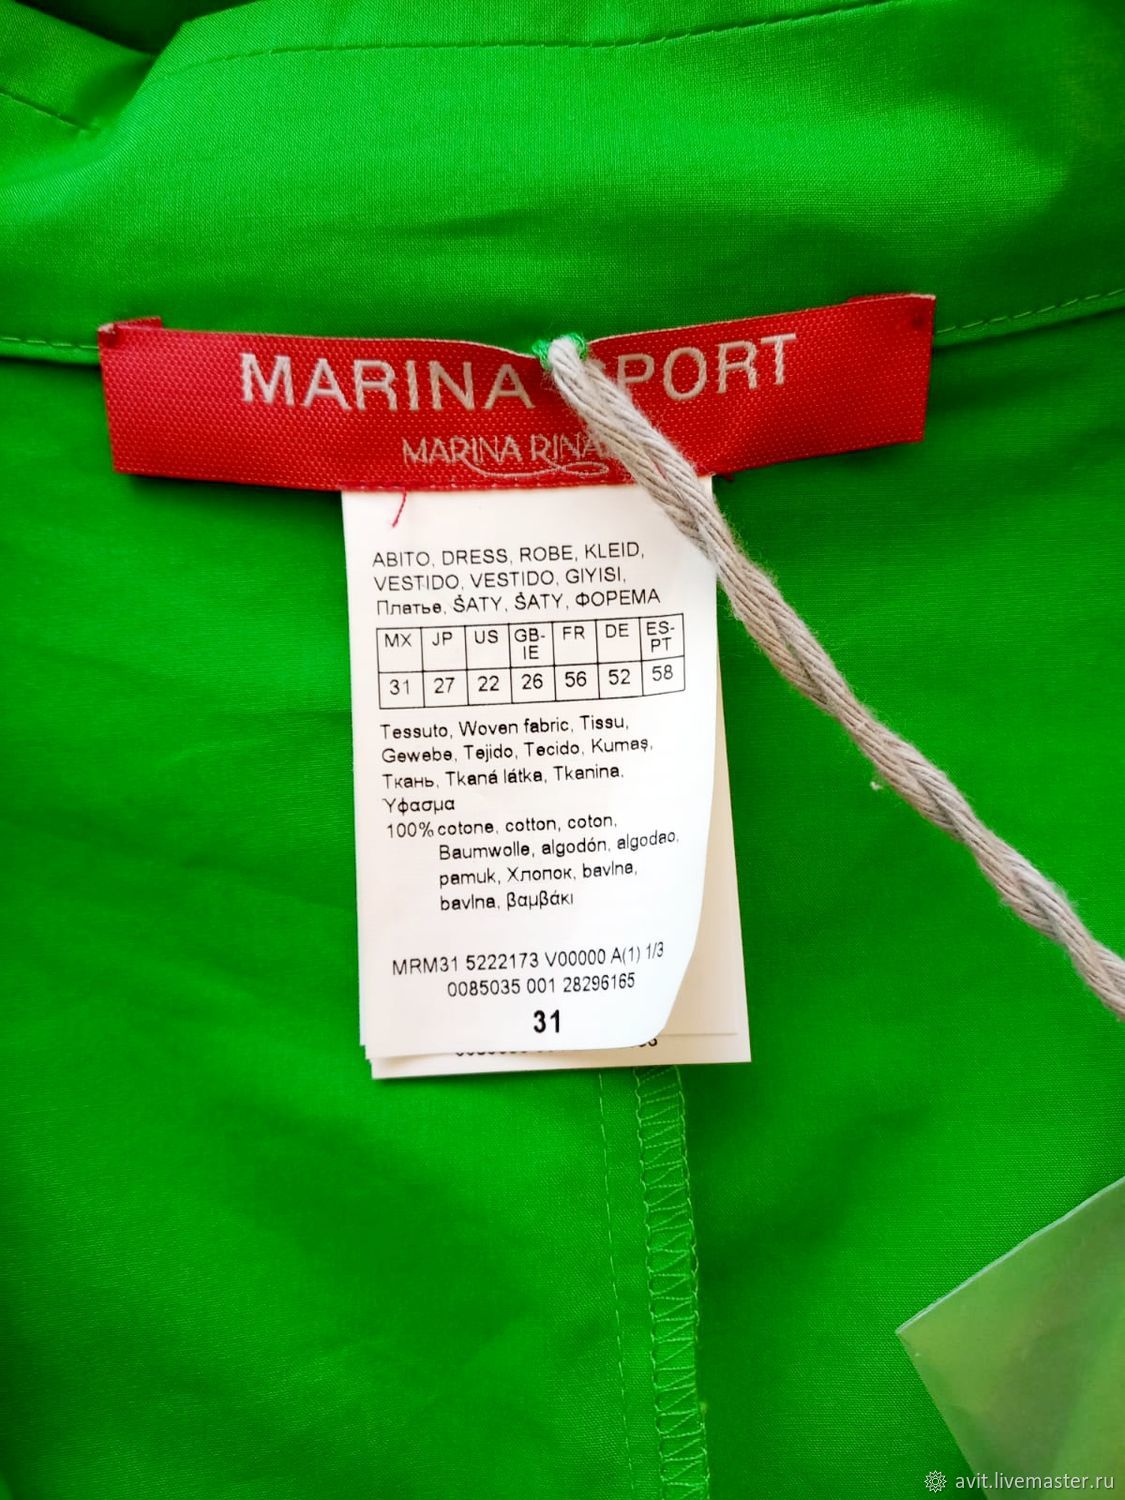 MARINA SPORT
MARINA RINA
ABITO, DRESS, ROBE, KLEID,
VESTIDO, VESTIDO, GIYISI,
Платье, ŠATY, ŠATY, ΦΟΡΕΜΑ
MX JP US GB-IE FR DE ES-PT
31 27 22 26 56 52 58
Tessuto, Woven fabric, Tissu,
Gewebe, Tejido, Tecido, Kumaş,
Ткань, Tkaná látka, Tkanina,
Ύφασμα
100% cotone, cotton, coton,
Baumwolle, algodón, algodao,
pamuk, Хлопок, bavlna,
bavlna, βαμβάκι
MRM31 5222173 V00000 A(1) 1/3
0085035 001 28296165
31
avit.livemaster.ru